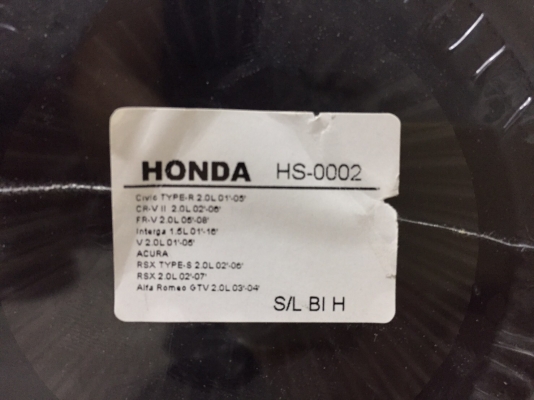 HONDA HS-0002
Civic TYPE-R 2.0L 01'-05'
CR-V II 2.0L 02'-06'
FR-V 2.0L 05'-08'
Interga 1.6L 01'-16'
V 2.0L 01'-05'
ACURA
RSX TYPE-S 2.0L 02'-06'
RSX 2.0L 02'-07'
Alfa Romeo GTV 2.0L 03'-04'
S/L BI H